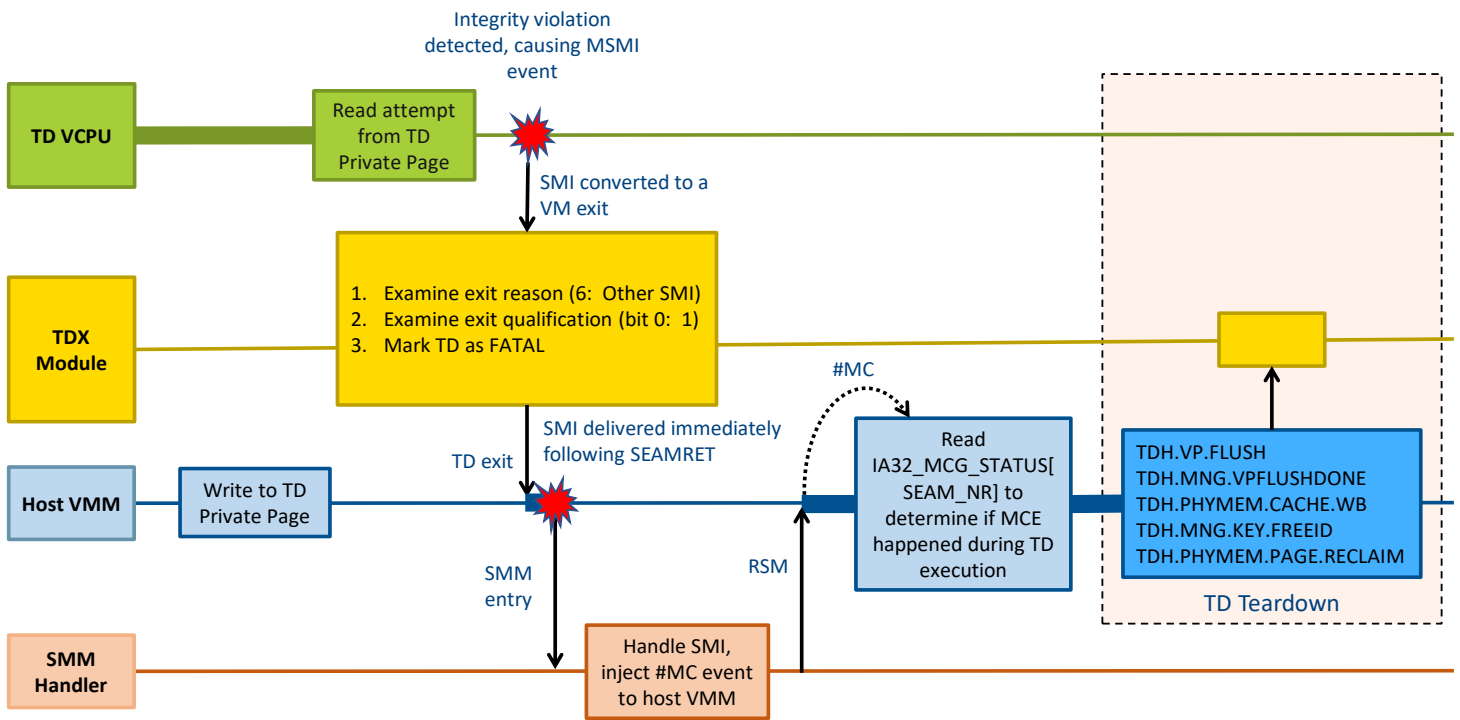 Integrity violation
detected, causing MSMI
event
TD VCPU
Read attempt
from TD
Private Page
SMI converted to a
VM exit
TDX
Module
1. Examine exit reason (6: Other SMI)
2. Examine exit qualification (bit 0: 1)
3. Mark TD as FATAL
#MC
SMI delivered immediately
following SEAMRET
TD exit
Host VMM
Write to TD
Private Page
Read
IA32_MCG_STATUS[
SEAM_NR] to
determine if MCE
happened during TD
execution
TDH.VP.FLUSH
TDH.MNG.VPFLUSHDONE
TDH.PHYMEM.CACHE.WB
TDH.MNG.KEY.FREEID
TDH.PHYMEM.PAGE.RECLAIM
TD Teardown
SMM
entry
RSM
SMM
Handler
Handle SMI,
inject #MC event
to host VMM